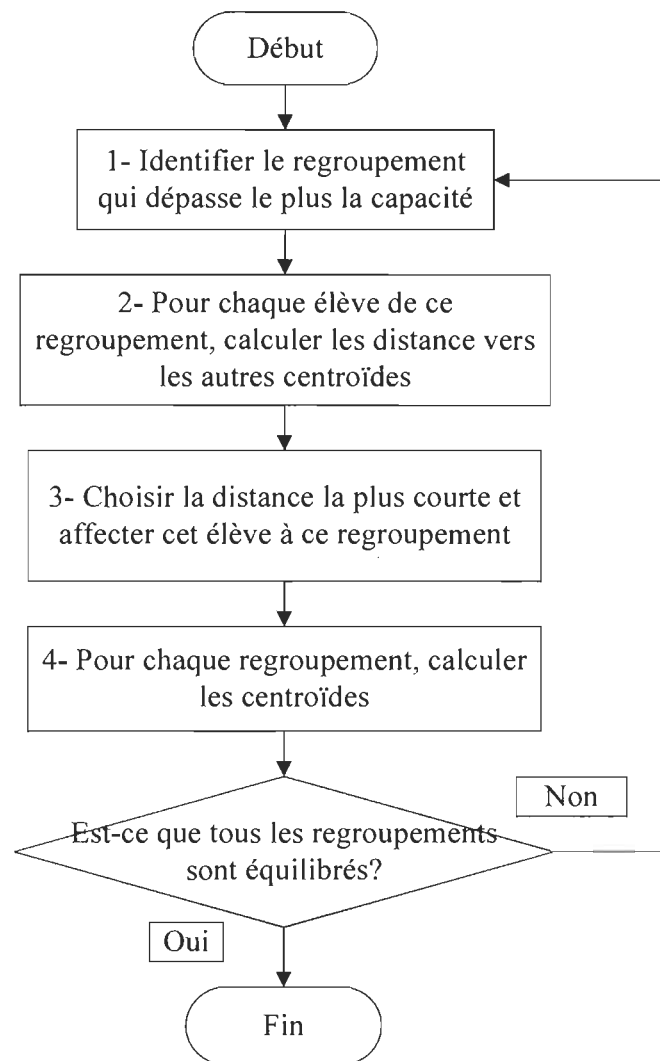 Début
1- Identifier le regroupement
qui dépasse le plus la capacité
2- Pour chaque élève de ce
regroupement, calculer les distance vers
les autres centroïdes
3- Choisir la distance la plus courte et
affecter cet élève à ce regroupement
4- Pour chaque regroupement, calculer
les centroïdes
Non
Est-ce que tous les regroupements
sont équilibrés?
Oui
Fin